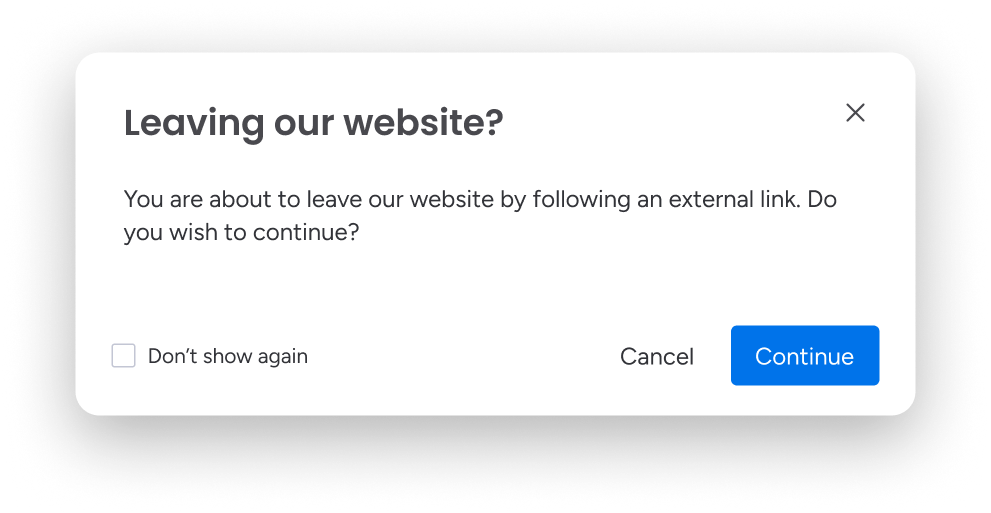 Leaving our website?
You are about to leave our website by following an external link. Do
you wish to continue?
Don’t show again
Cancel
Continue